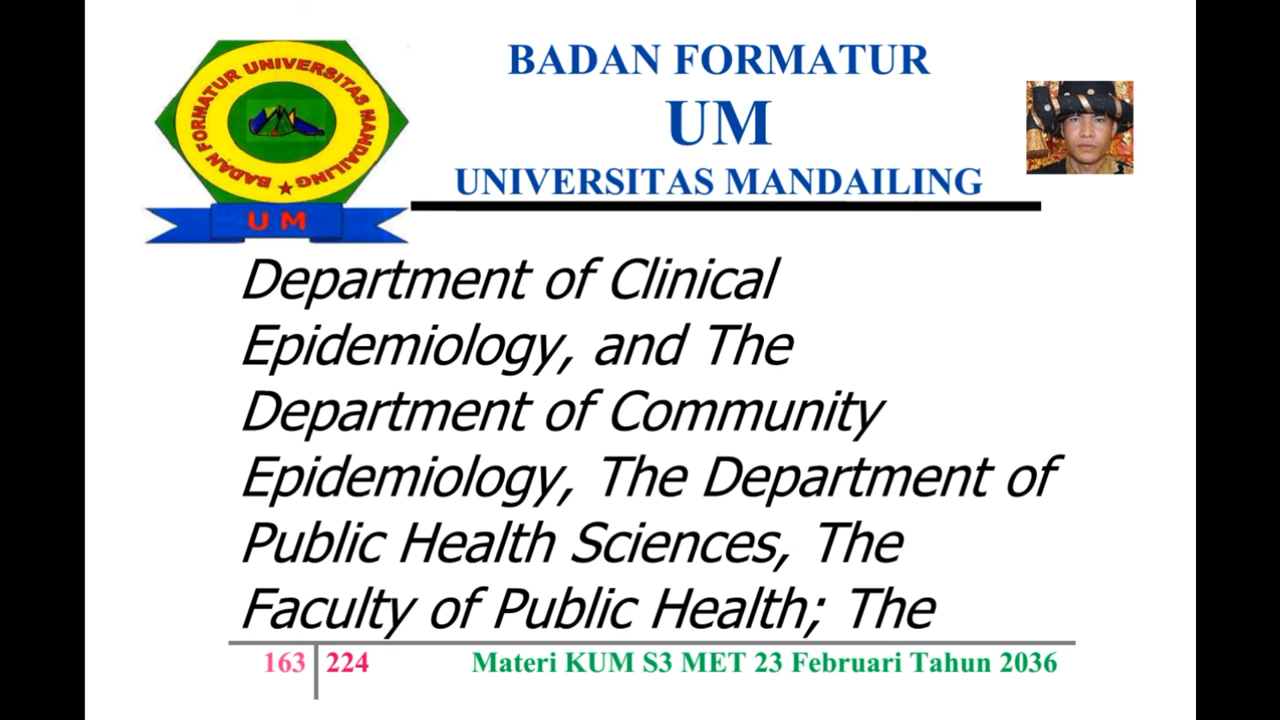 BADAN FORMATUR UNIVERSITAS MANDAILING
UM
BADAN FORMATUR
UM
UNIVERSITAS MANDAILING
Department of Clinical
Epidemiology, and The
Department of Community
Epidemiology, The Department of
Public Health Sciences, The
Faculty of Public Health; The
163 224 Materi KUM S3 MET 23 Februari Tahun 2036